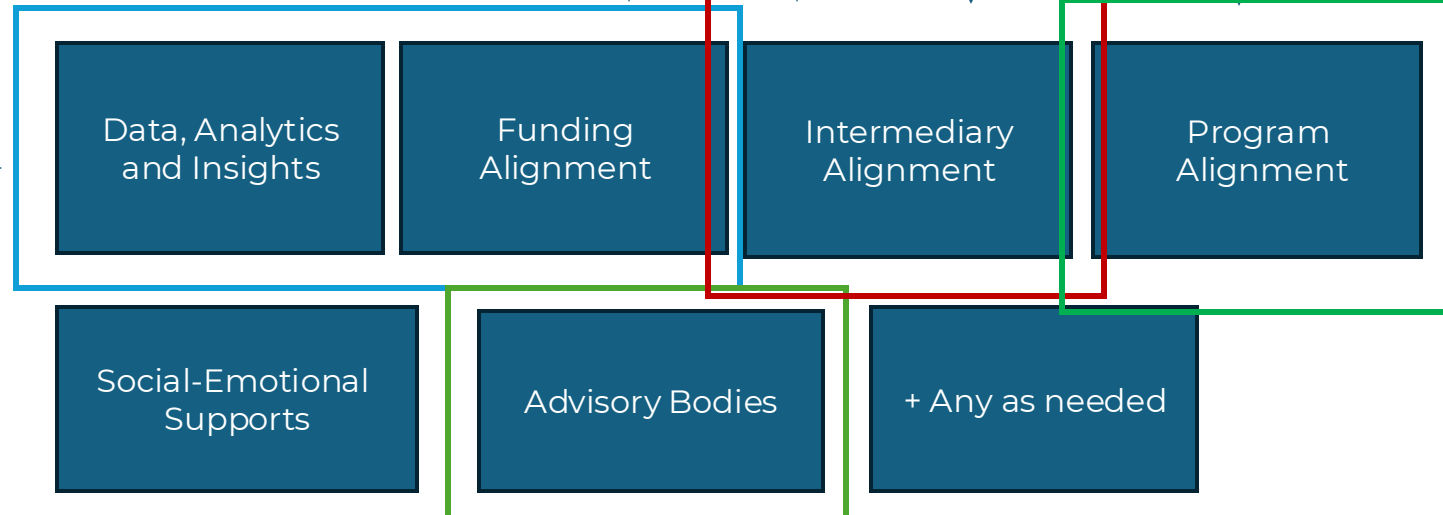 Data, Analytics
and Insights
Funding
Alignment
Intermediary
Alignment
Program
Alignment
Social-Emotional
Supports
Advisory Bodies
+ Any as needed